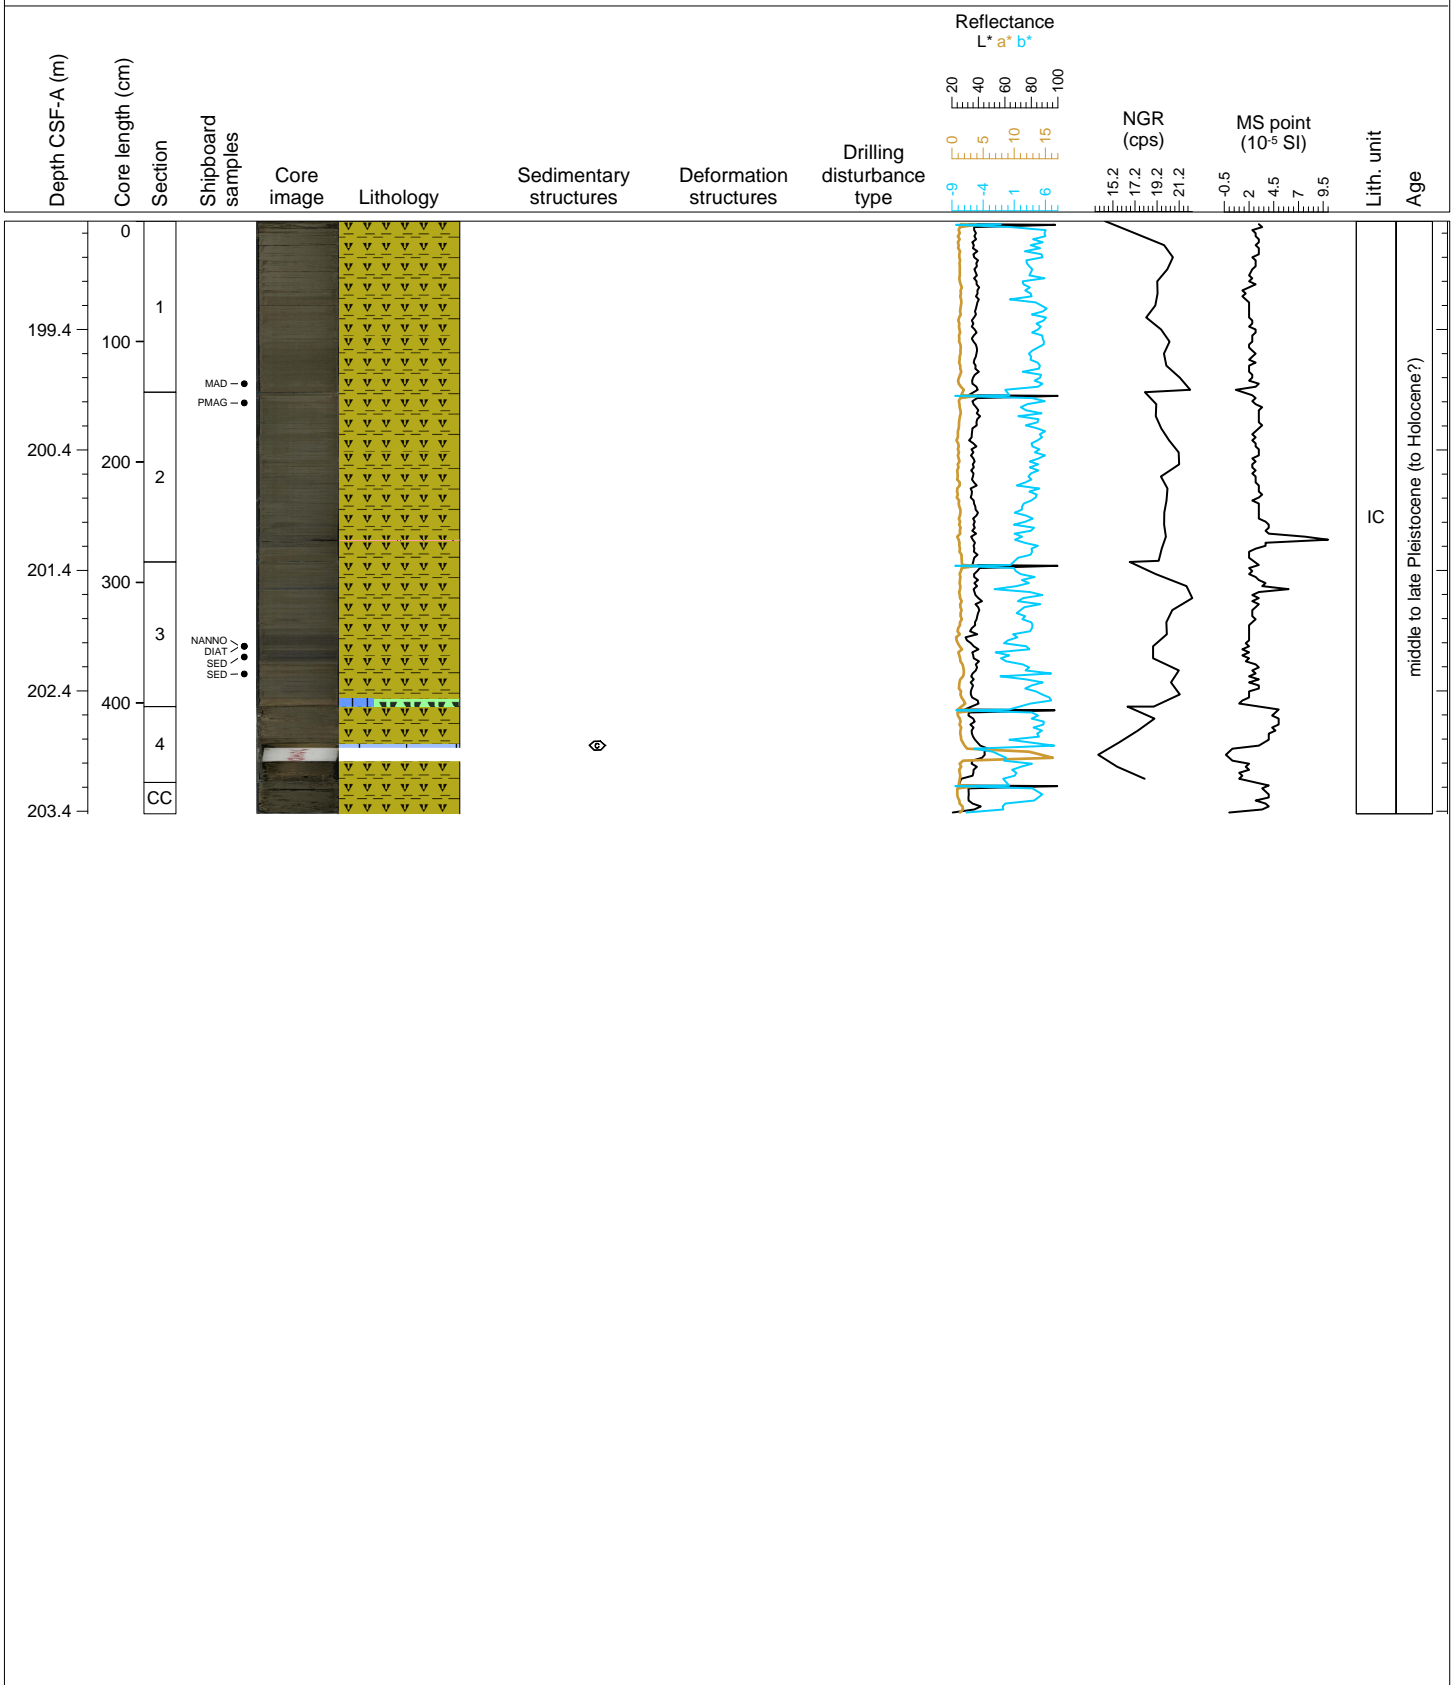 Depth CSF-A (m)
Core length (cm)
Section
Shipboard
samples
Core
image
Lithology
Sedimentary
structures
Deformation
structures
Drilling
disturbance
type
Reflectance
L* a* b*
20 40 60 80 100
0 5 10 15
-9 -4 1 6
NGR
(cps)
15.2 17.2 19.2 21.2
MS point
(10-5 SI)
-0.5 2 4.5 7 9.5
Lith. unit
Age
0
1
199.4
100
MAD
PMAG
200.4
200
2
201.4
300
3
NANNO
DIAT
SED
SED
202.4
400
4
CC
203.4
G
IC
middle to late Pleistocene (to Holocene?)